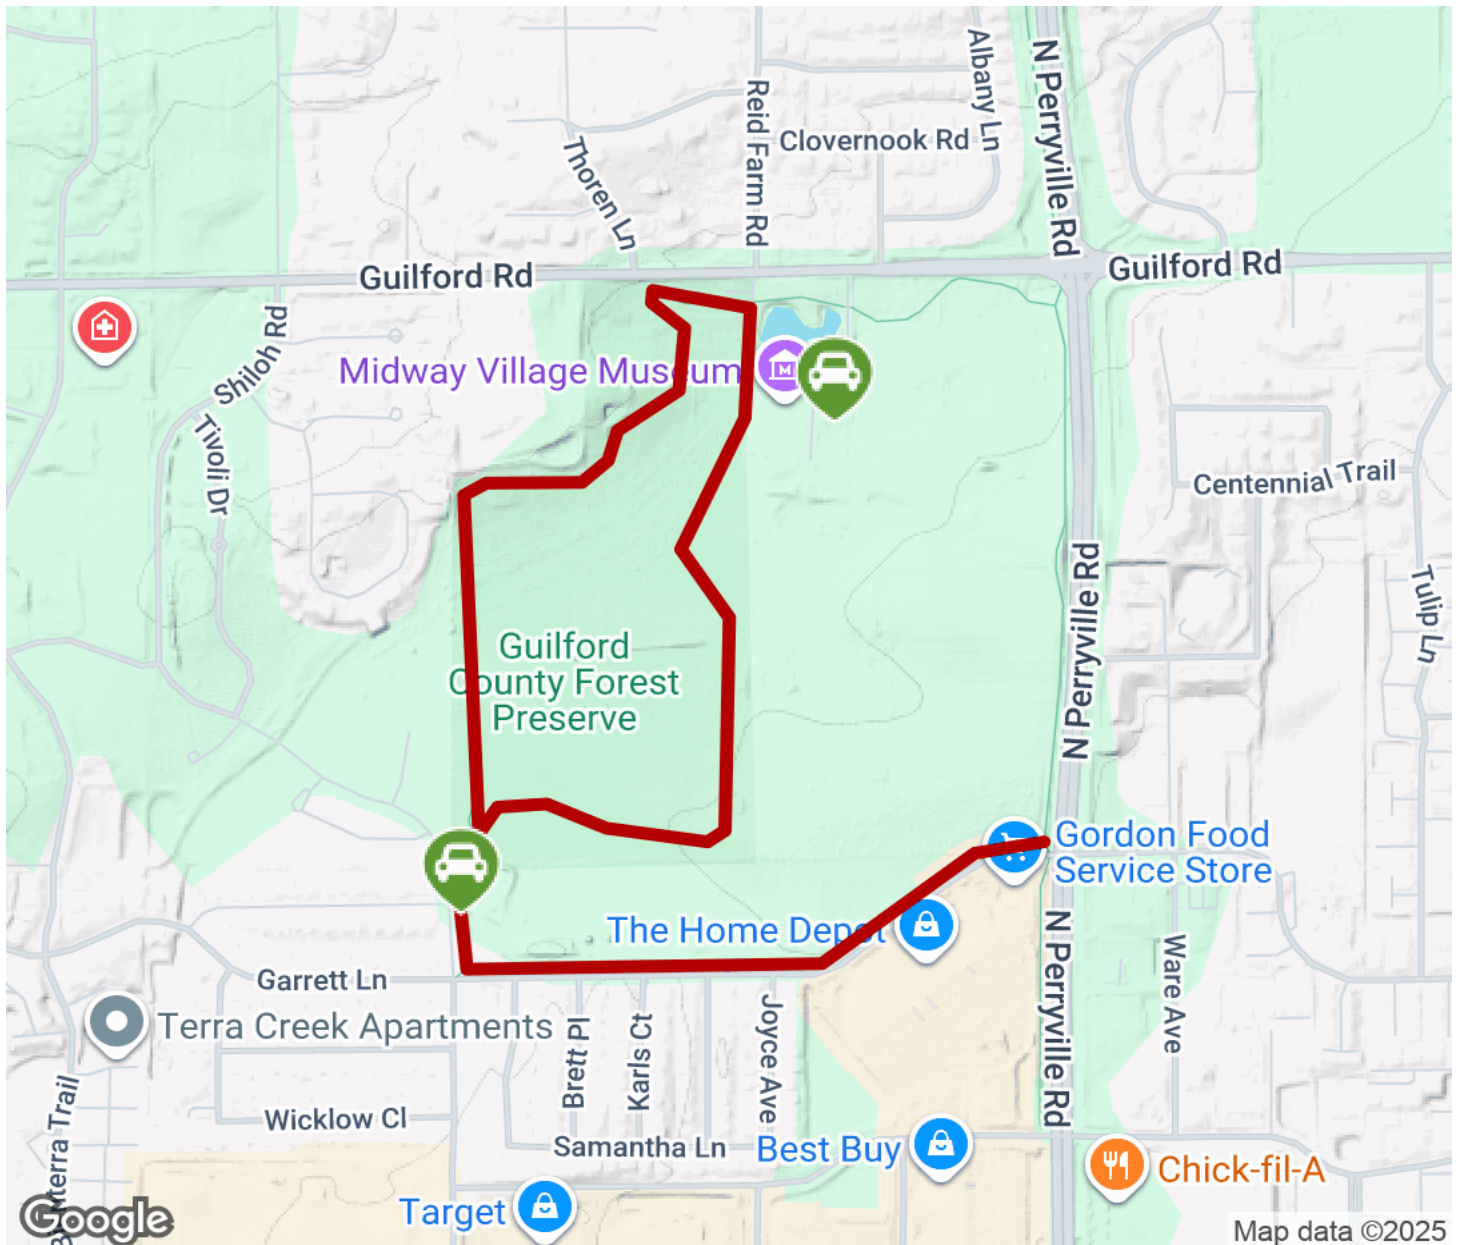 Albany Ln
N Perryville Rd
Reid Farm Rd
Clovernook Rd
Thoren Ln
Guilford Rd
Guilford Rd
Shiloh Rd
Midway Village Museum
M
Tivoli Dr
Centennial Trail
N Perryville Rd
Tulip Ln
Guilford
County Forest
Preserve
Gordon Food
Service Store
The Home Depot
N Perryville Rd
Ware Ave
Garrett Ln
Terra Creek Apartments
Brett Pl
Karls Ct
Joyce Ave
Wicklow Cl
Samantha Ln
Best Buy
Chick-fil-A
Target
Google
Map data ©2025